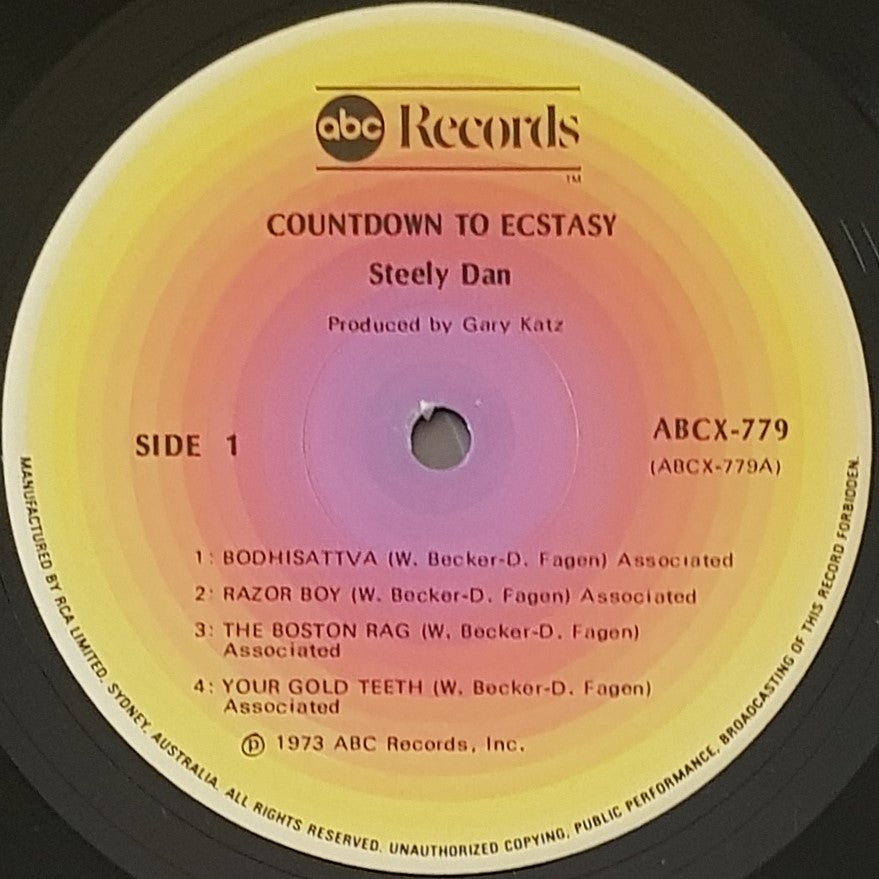 abc Records
TM
COUNTDOWN TO ECSTASY
Steely Dan
Produced by Gary Katz
SIDE 1
ABCX-779
(ABCX-779A)
1: BODHISATTVA (W. Becker-D. Fagen) Associated
2: RAZOR BOY (W. Becker-D. Fagen) Associated
3: THE BOSTON RAG (W. Becker-D. Fagen)
Associated
4: YOUR GOLD TEETH (W. Becker-D. Fagen)
Associated
℗ 1973 ABC Records, Inc.
MANUFACTURED BY RCA LIMITED. SYDNEY. AUSTRALIA. ALL RIGHTS RESERVED. UNAUTHORIZED COPYING, PUBLIC PERFORMANCE, BROADCASTING OF THIS RECORD FORBIDDEN.